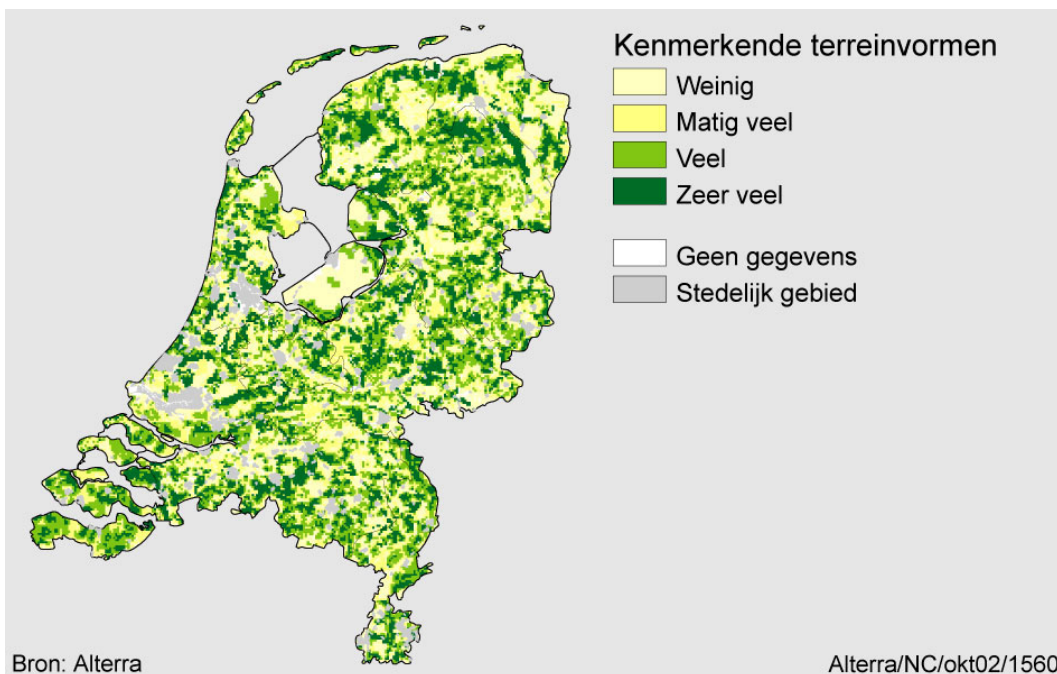 Kenmerkende terreinvormen
Weinig
Matig veel
Veel
Zeer veel
Geen gegevens
Stedelijk gebied
Bron: Alterra
Alterra/NC/okt02/1560